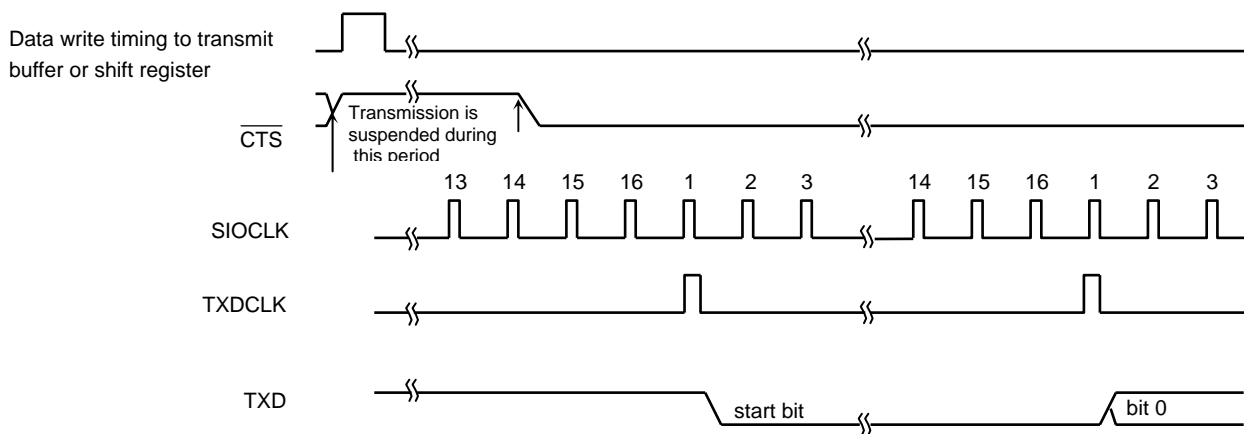 Data write timing to transmit
buffer or shift register
CTS
Transmission is
suspended during
this period
13 14 15 16 1 2 3 14 15 16 1 2 3
SIOCLK
TXDCLK
TXD
start bit
bit 0